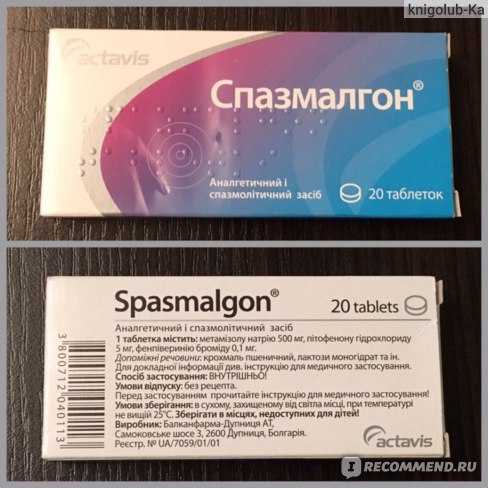 knigolub-Ka
actavis
Спазмалгон®
Аналгетичний і
спазмолітичний засіб
20 таблеток
Spasmalgon®
20 tablets
Аналгетичний і спазмолітичний засіб
1 таблетка містить: метамізолу натрію 500 мг, пітофенону гідрохлориду
5 мг, фенпіверинію броміду 0,1 мг.
Допоміжні речовини: крохмаль пшеничний, лактози моногідрат та ін.
Для докладної інформації див. інструкцію для медичного застосування.
Спосіб застосування: ВНУТРІШНЬО!
Умови відпуску: без рецепта.
Перед застосуванням прочитайте інструкцію для медичного застосування!
Умови зберігання: в сухому, захищеному від світла місці, при температурі
не вищій 25°C. Зберігати в місцях, недоступних для дітей!
Виробник: Балканфарма-Дупниця АТ,
Самоковське шосе 3, 2600 Дупниця, Болгарія.
Реєстр. № UA/7059/01/01
actavis
3800712040113
I RECOMMEND.RU